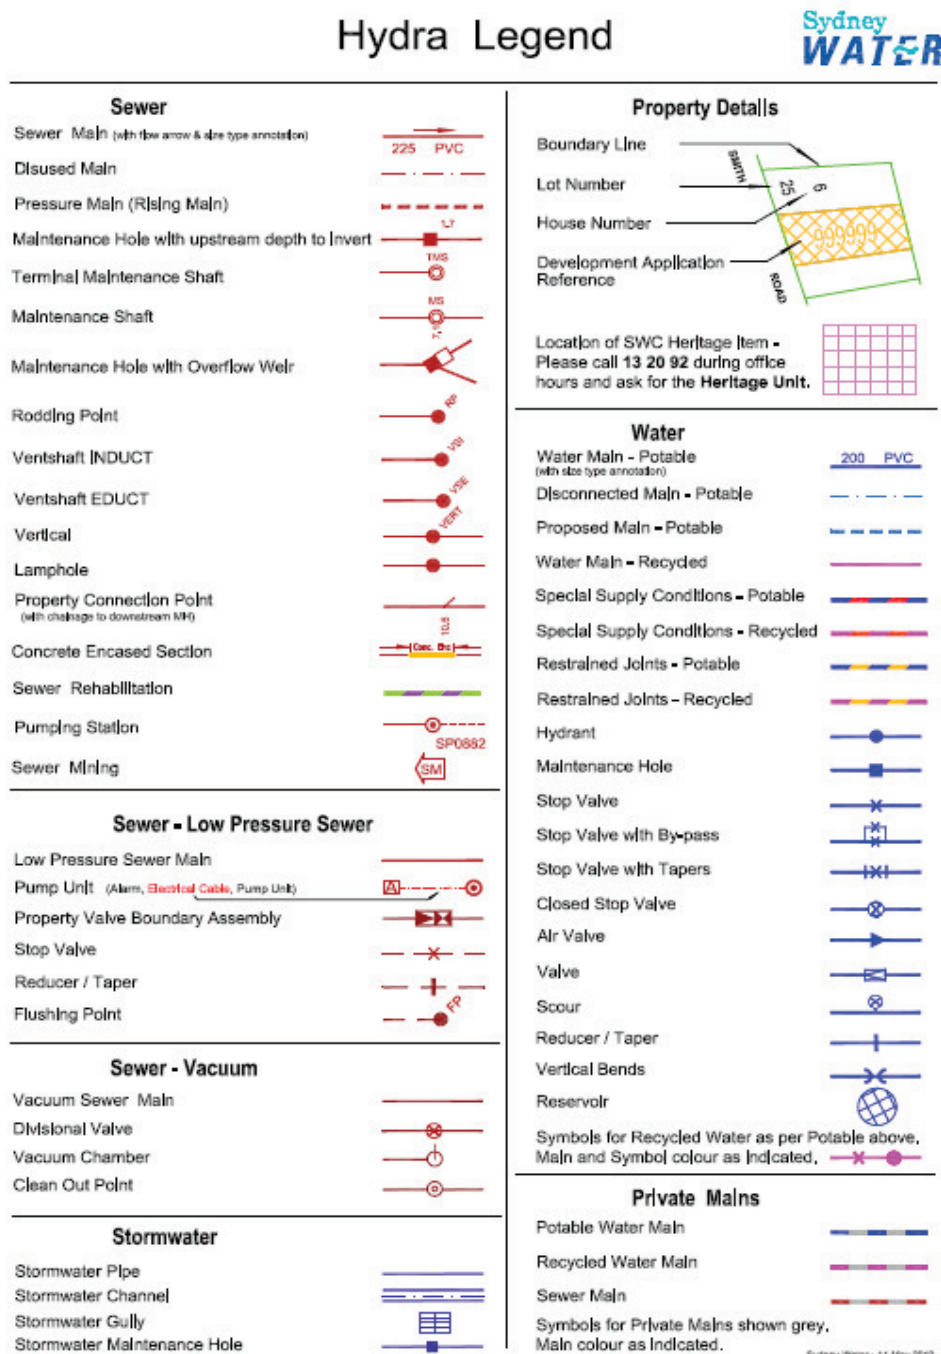 Hydra Legend
Sydney
WATER
Sewer
Sewer Main (with flow arrow & size type annotation)
225 PVC
Disused Main
Pressure Main (Rising Main)
Maintenance Hole with upstream depth to Invert
1.7
Terminal Maintenance Shaft
TMS
Maintenance Shaft
MS
Maintenance Hole with Overflow Weir
Rodding Point
RP
Ventshaft INDUCT
VSI
Ventshaft EDUCT
VSE
Vertical
VERT
Lamphole
Property Connection Point
(with chainage to downstream MH)
10.6
Concrete Encased Section
Conc. Enc
Sewer Rehabilitation
Pumping Station
SP0882
Sewer Mining
SM
Sewer - Low Pressure Sewer
Low Pressure Sewer Main
Pump Unit (Alarm, Electrical Cable, Pump Unit)
A
Property Valve Boundary Assembly
Stop Valve
Reducer / Taper
Flushing Point
FP
Sewer - Vacuum
Vacuum Sewer Main
Divisional Valve
Vacuum Chamber
Clean Out Point
Stormwater
Stormwater Pipe
Stormwater Channel
Stormwater Gully
Stormwater Maintenance Hole
Property Details
Boundary Line
Lot Number
House Number
Development Application
Reference
SMITH
25
6
999999
ROAD
Location of SWC Heritage Item -
Please call 13 20 92 during office
hours and ask for the Heritage Unit.
Water
Water Main - Potable
(with size type annotation)
200 PVC
Disconnected Main - Potable
Proposed Main - Potable
Water Main - Recycled
Special Supply Conditions - Potable
Special Supply Conditions - Recycled
Restrained Joints - Potable
Restrained Joints - Recycled
Hydrant
Maintenance Hole
Stop Valve
Stop Valve with By-pass
Stop Valve with Tapers
Closed Stop Valve
Air Valve
Valve
Scour
Reducer / Taper
Vertical Bends
Reservoir
Symbols for Recycled Water as per Potable above,
Main and Symbol colour as Indicated.
Private Mains
Potable Water Main
Recycled Water Main
Sewer Main
Symbols for Private Mains shown grey,
Main colour as Indicated.